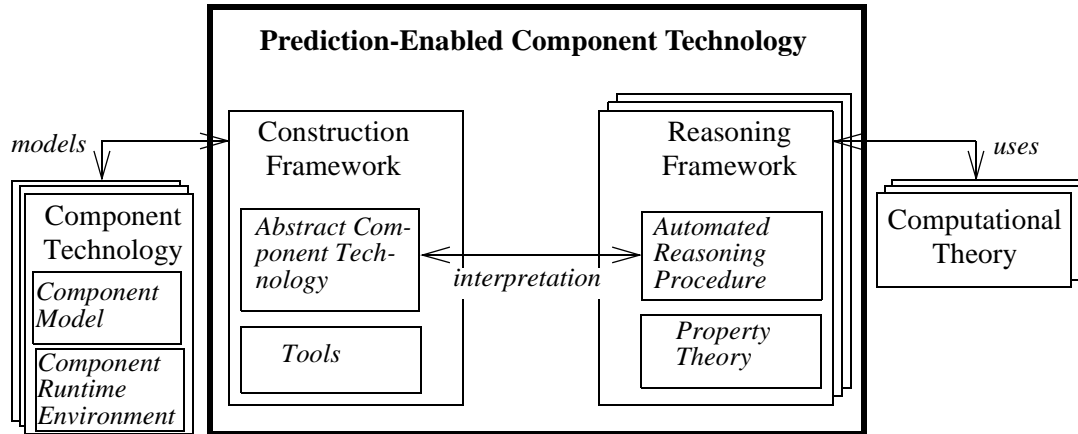 Prediction-Enabled Component Technology
models
Component
Technology
Component
Model
Component
Runtime
Environment
Construction
Framework
Abstract Com-
ponent Tech-
nology
Tools
interpretation
Reasoning
Framework
Automated
Reasoning
Procedure
Property
Theory
uses
Computational
Theory